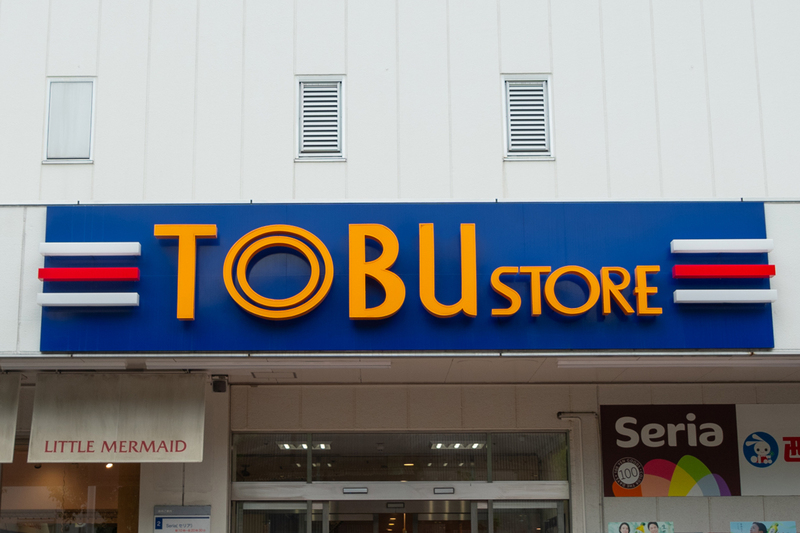 TOBU STORE
LITTLE MERMAID
Seria
100